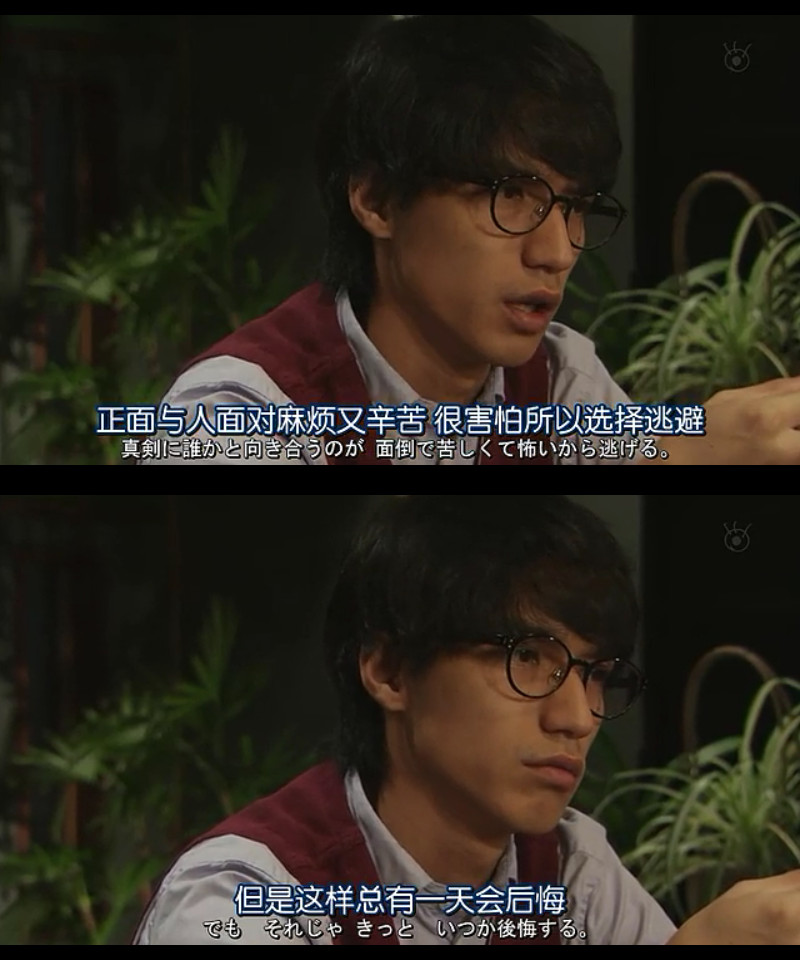 正面与人面对麻烦又辛苦 很害怕所以选择逃避
真剣に誰かと向き合うのが 面倒で苦しくて怖いから逃げる。
但是这样总有一天会后悔
でも それじゃ きっと いつか後悔する。